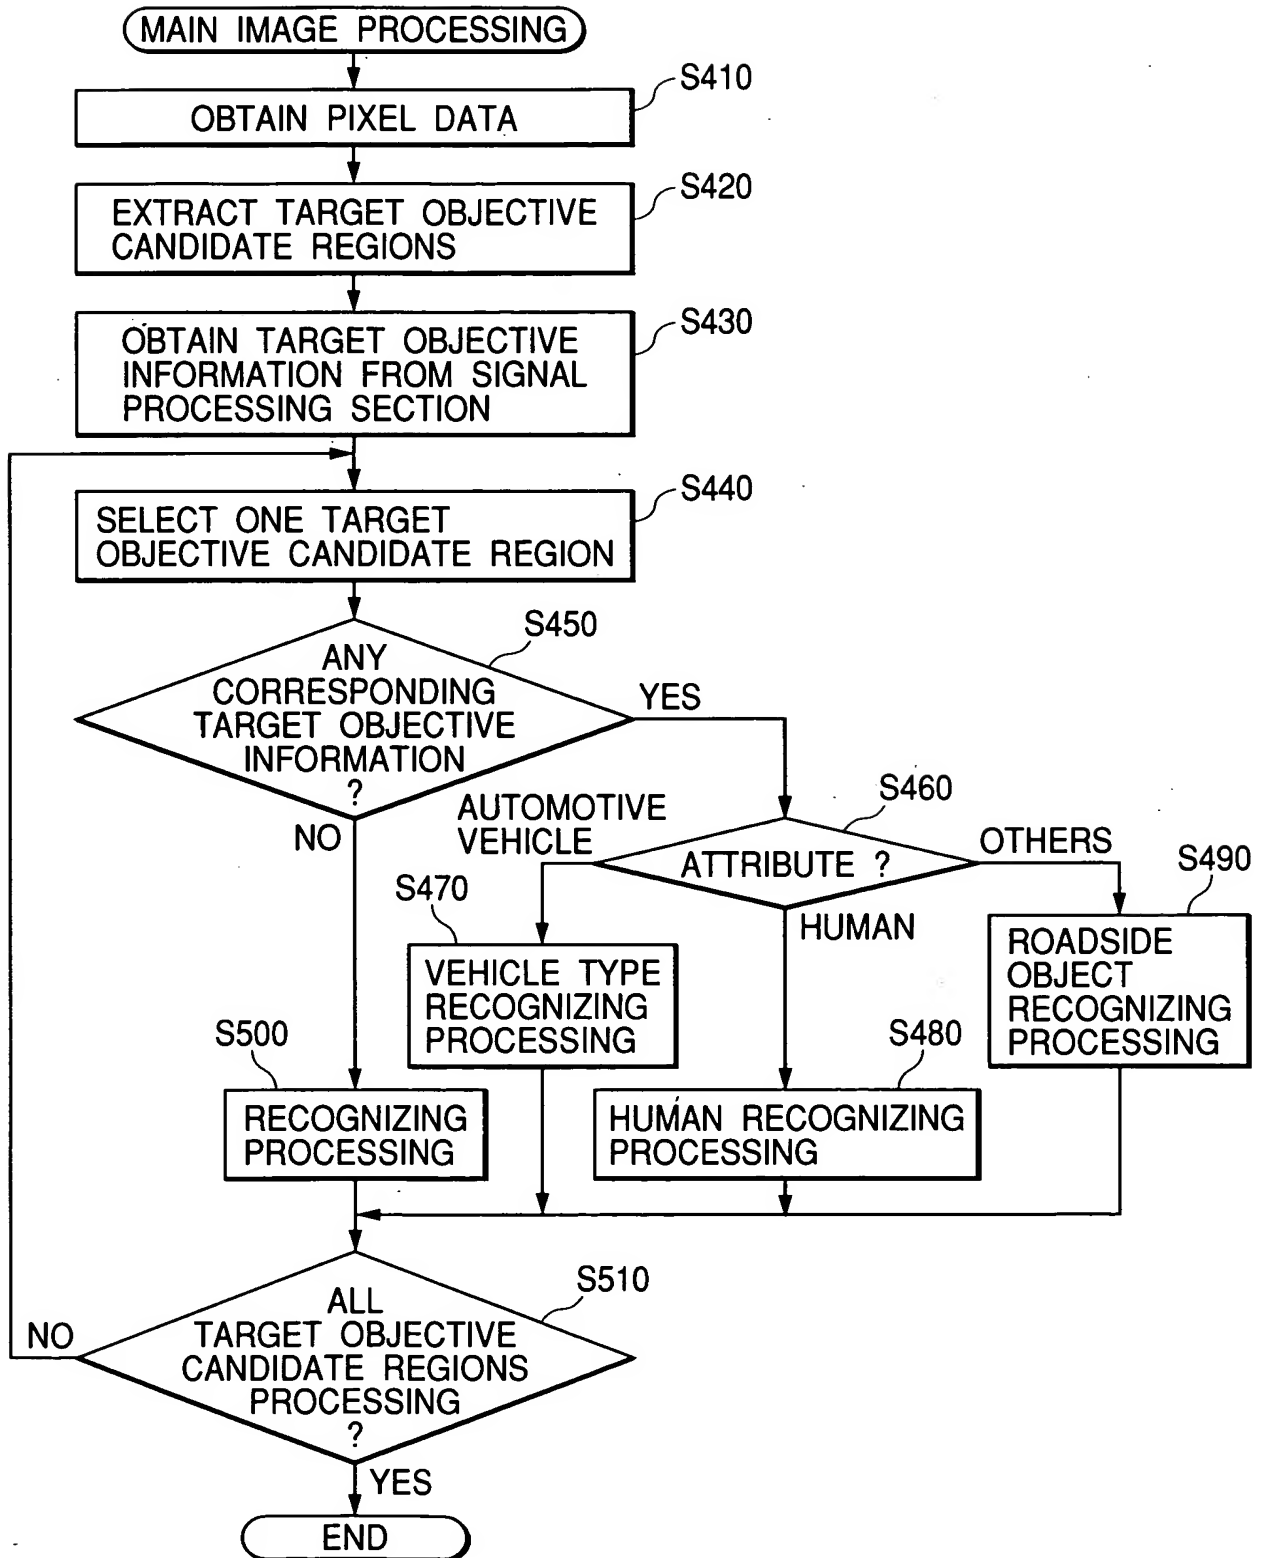 MAIN IMAGE PROCESSING
S410
OBTAIN PIXEL DATA
S420
EXTRACT TARGET OBJECTIVE
CANDIDATE REGIONS
S430
OBTAIN TARGET OBJECTIVE
INFORMATION FROM SIGNAL
PROCESSING SECTION
S440
SELECT ONE TARGET
OBJECTIVE CANDIDATE REGION
S450
ANY
CORRESPONDING
TARGET OBJECTIVE
INFORMATION
?
YES
NO
S460
ATTRIBUTE ?
AUTOMOTIVE
VEHICLE
HUMAN
OTHERS
S470
VEHICLE TYPE
RECOGNIZING
PROCESSING
S490
ROADSIDE
OBJECT
RECOGNIZING
PROCESSING
S500
RECOGNIZING
PROCESSING
S480
HUMAN RECOGNIZING
PROCESSING
S510
ALL
TARGET OBJECTIVE
CANDIDATE REGIONS
PROCESSING
?
NO
YES
END